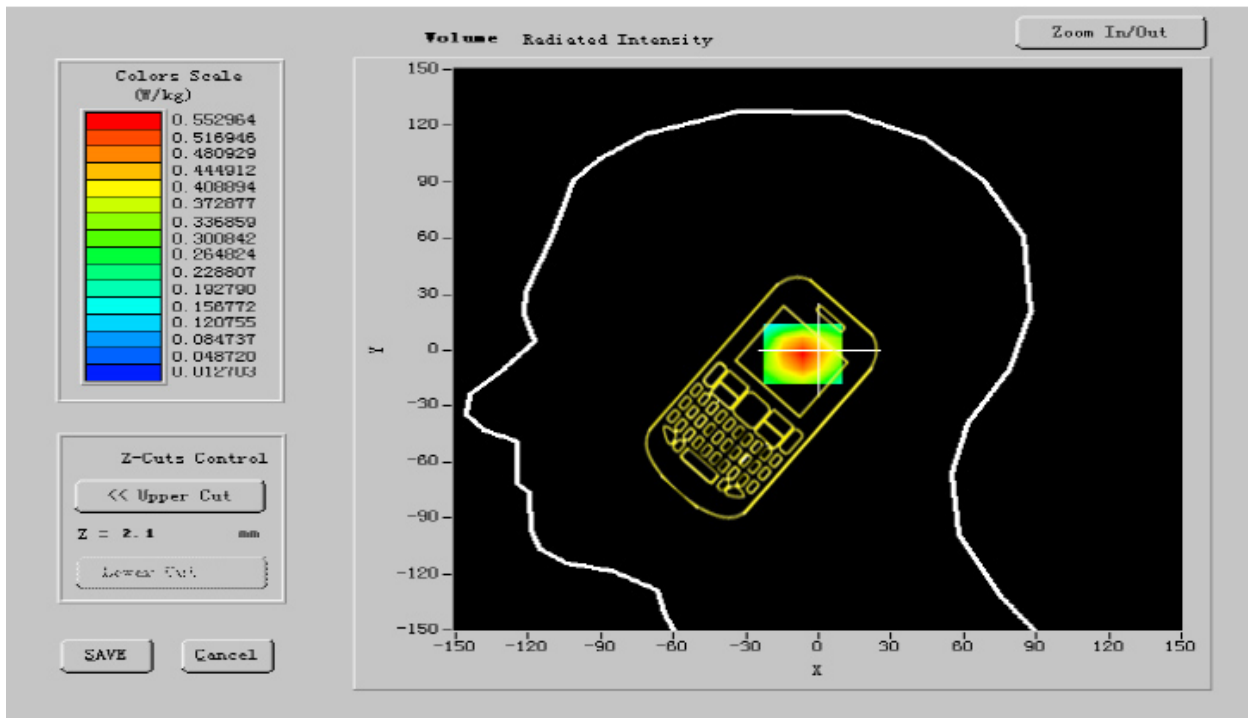 Volume Radiated Intensity
Zoom In/Out
Colors Scale
(W/kg)
0.552964
0.516946
0.480929
0.444912
0.408894
0.372877
0.336859
0.300842
0.264824
0.228807
0.192790
0.156772
0.120755
0.084737
0.048720
0.012703
Z-Cuts Control
<< Upper Cut
Z = 2.1 mm
Lower Cut
SAVE
Cancel
150
120
90
60
30
0
-30
-60
-90
-120
-150
Y
-150 -120 -90 -60 -30 0 30 60 90 120 150
X